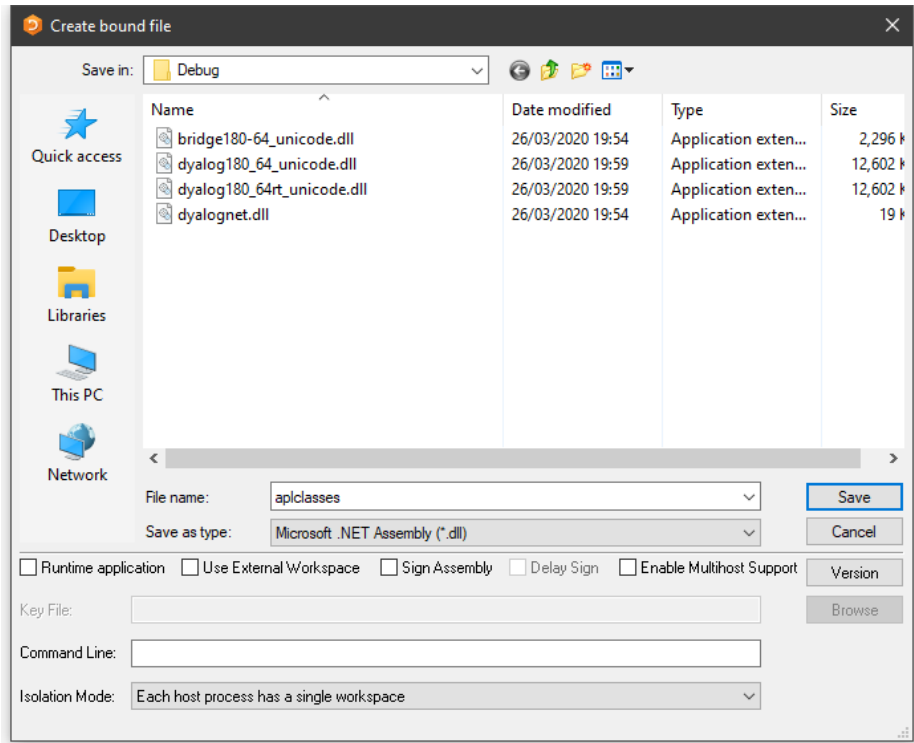 Create bound file
Save in: Debug
Name Date modified Type Size
bridge180-64_unicode.dll 26/03/2020 19:54 Application exten... 2,296 K
dyalog180_64_unicode.dll 26/03/2020 19:59 Application exten... 12,602 K
dyalog180_64rt_unicode.dll 26/03/2020 19:59 Application exten... 12,602 K
dyalognet.dll 26/03/2020 19:54 Application exten... 19 K
Quick access
Desktop
Libraries
This PC
Network
File name: aplclasses Save
Save as type: Microsoft .NET Assembly (*.dll) Cancel
Runtime application Use External Workspace Sign Assembly Delay Sign Enable Multihost Support Version
Key File: Browse
Command Line:
Isolation Mode: Each host process has a single workspace